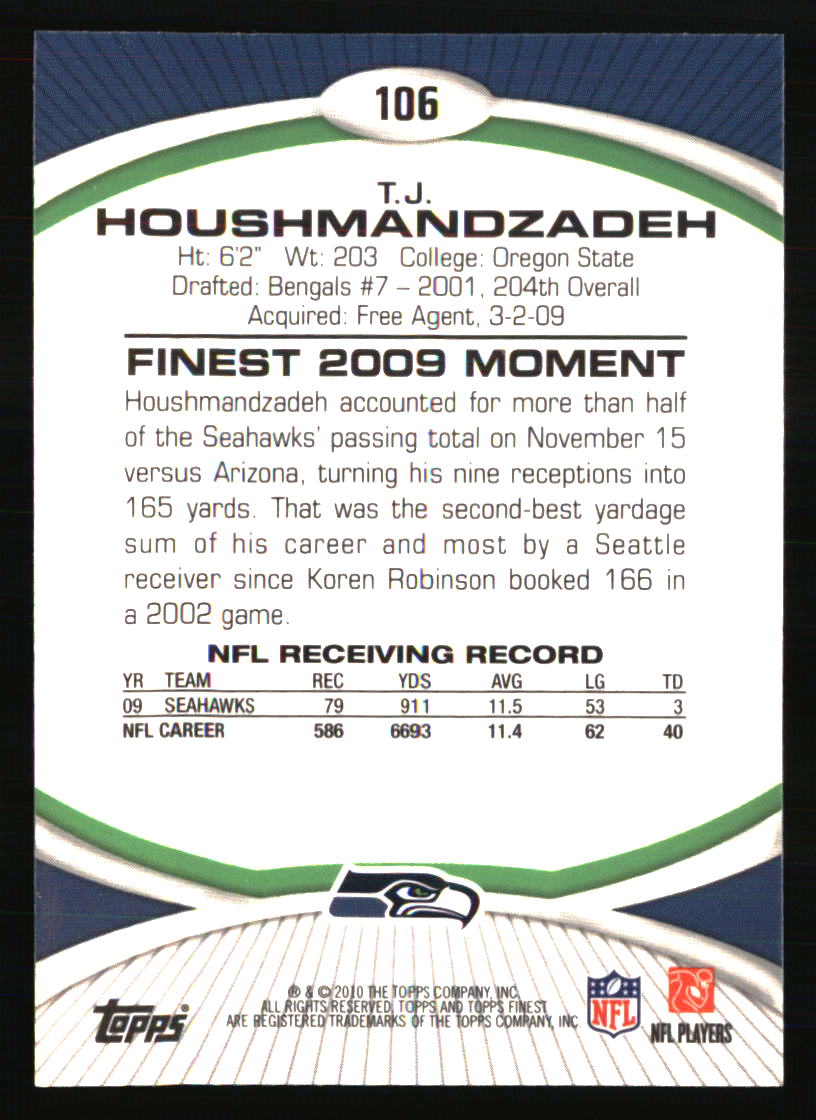 106
T.J.
HOUSHMANDZADEH
Ht: 6'2" Wt: 203 College: Oregon State
Drafted: Bengals #7 – 2001, 204th Overall
Acquired: Free Agent, 3-2-09
FINEST 2009 MOMENT
Houshmandzadeh accounted for more than half
of the Seahawks' passing total on November 15
versus Arizona, turning his nine receptions into
165 yards. That was the second-best yardage
sum of his career and most by a Seattle
receiver since Koren Robinson booked 166 in
a 2002 game.
NFL RECEIVING RECORD
YR TEAM REC YDS AVG LG TD
09 SEAHAWKS 79 911 11.5 53 3
NFL CAREER 586 6693 11.4 62 40
® & © 2010 THE TOPPS COMPANY, INC.
ALL RIGHTS RESERVED. TOPPS AND TOPPS FINEST
ARE REGISTERED TRADEMARKS OF THE TOPPS COMPANY, INC.
topps®
NFL
NFL PLAYERS